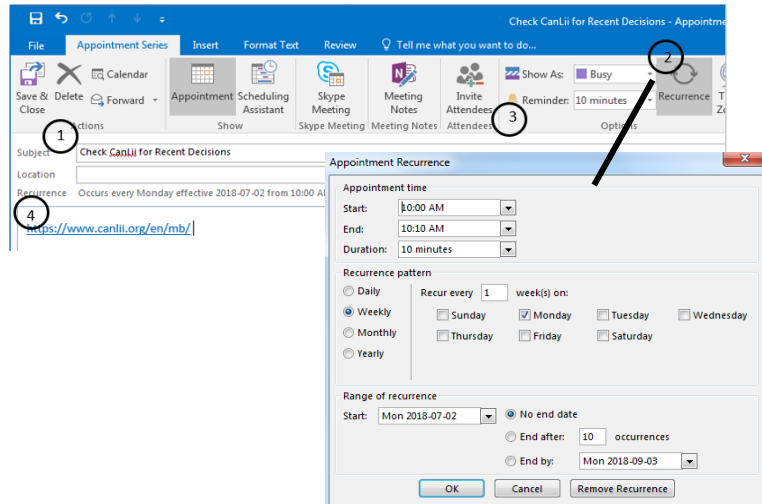 Check CanLii for Recent Decisions - Appointme
File Appointment Series Insert Format Text Review Tell me what you want to do...
2
Save & Close
Delete
Calendar
Forward
Appointment
Scheduling Assistant
Skype Meeting
Meeting Notes
Invite Attendees
Show As: Busy
Reminder: 10 minutes
Recurrence
Actions Show Skype Meeting Meeting Notes Attendees Options
3
1
Subject Check CanLii for Recent Decisions
Location
Recurrence Occurs every Monday effective 2018-07-02 from 10:00 AM
4
https://www.canlii.org/en/mb/
Appointment Recurrence
Appointment time
Start: 10:00 AM
End: 10:10 AM
Duration: 10 minutes
Recurrence pattern
Daily Recur every 1 week(s) on:
Weekly Sunday Monday Tuesday Wednesday
Monthly Thursday Friday Saturday
Yearly
Range of recurrence
Start: Mon 2018-07-02 No end date
End after: 10 occurrences
End by: Mon 2018-09-03
OK Cancel Remove Recurrence